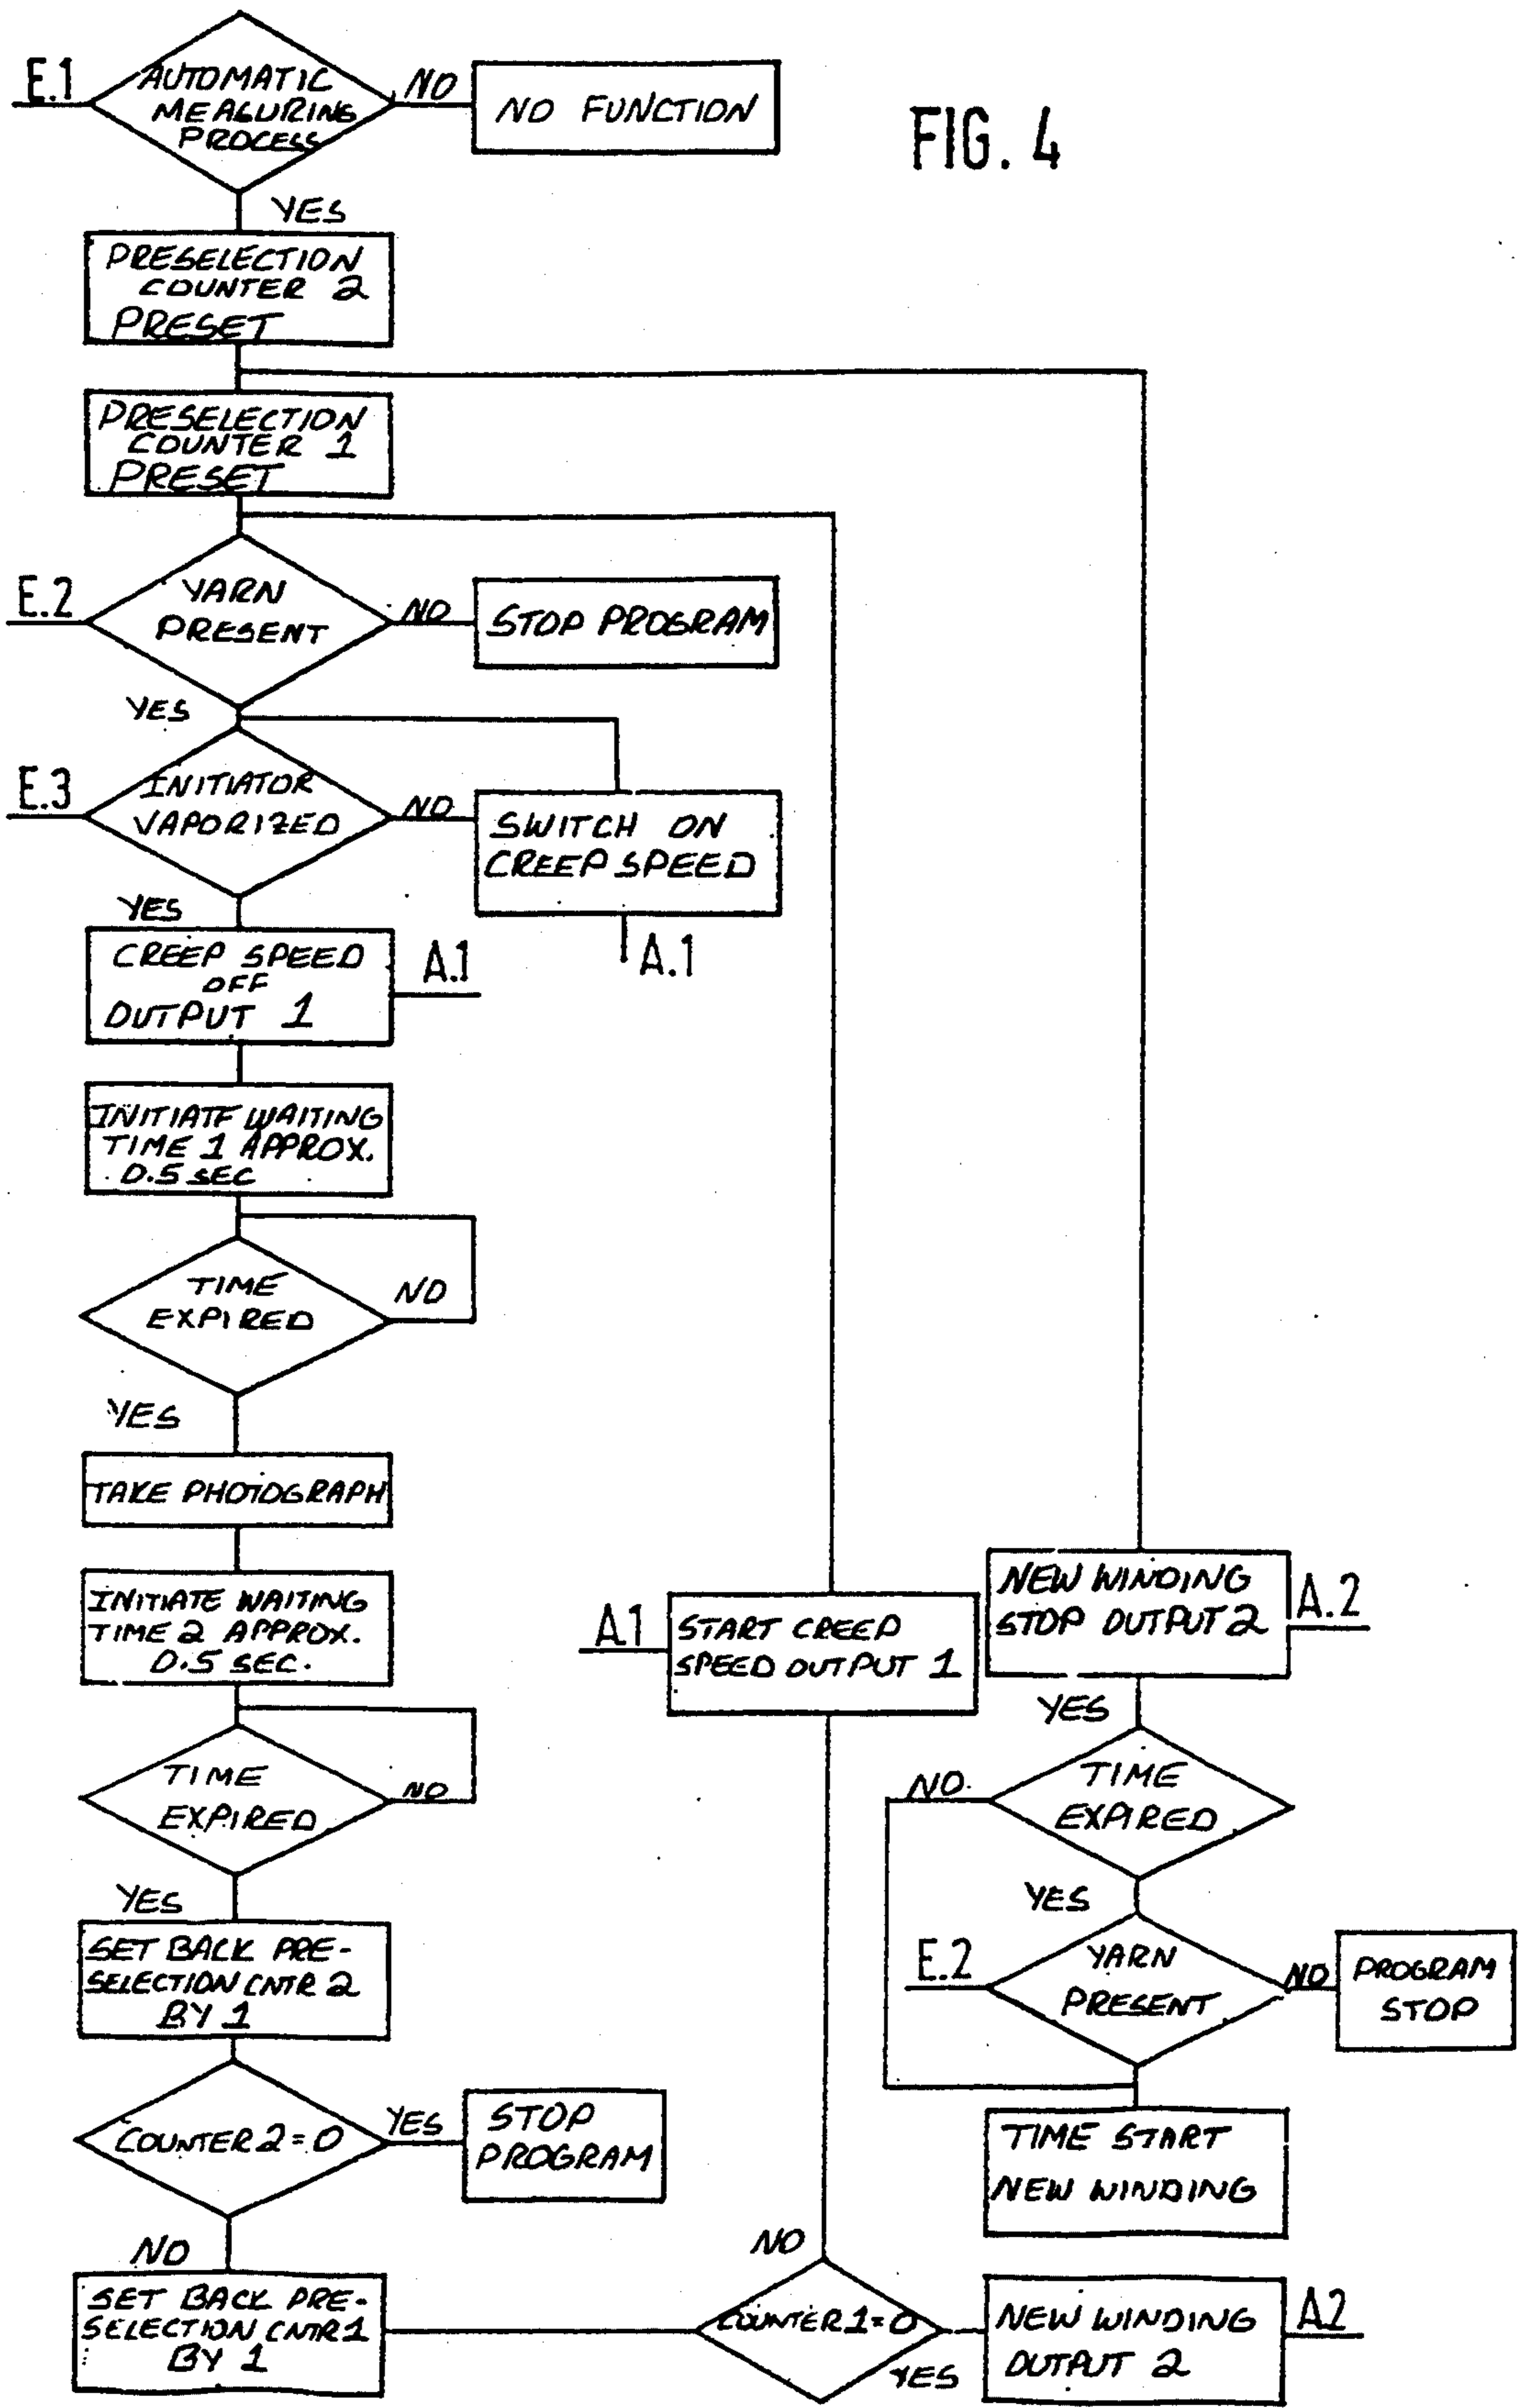 E.1
AUTOMATIC
MEASURING
PROCESS
NO
NO FUNCTION
FIG. 4
YES
PRESELECTION
COUNTER 2
PRESET
PRESELECTION
COUNTER 1
PRESET
E.2
YARN
PRESENT
NO
STOP PROGRAM
YES
E.3
INITIATOR
VAPORIZED
NO
SWITCH ON
CREEP SPEED
A.1
YES
CREEP SPEED
OFF
OUTPUT 1
A.1
INITIATE WAITING
TIME 1 APPROX.
0.5 SEC
TIME
EXPIRED
NO
YES
TAKE PHOTOGRAPH
INITIATE WAITING
TIME 2 APPROX.
0.5 SEC.
TIME
EXPIRED
NO
YES
SET BACK PRE-
SELECTION CNTR 2
BY 1
COUNTER 2 = 0
YES
STOP
PROGRAM
NO
SET BACK PRE-
SELECTION CNTR 1
BY 1
A.1
START CREEP
SPEED OUTPUT 1
NO
COUNTER 1 = 0
YES
NEW WINDING
STOP OUTPUT 2
A.2
YES
TIME
EXPIRED
NO.
YES
E.2
YARN
PRESENT
NO
PROGRAM
STOP
TIME START
NEW WINDING
NEW WINDING
OUTPUT 2
A.2